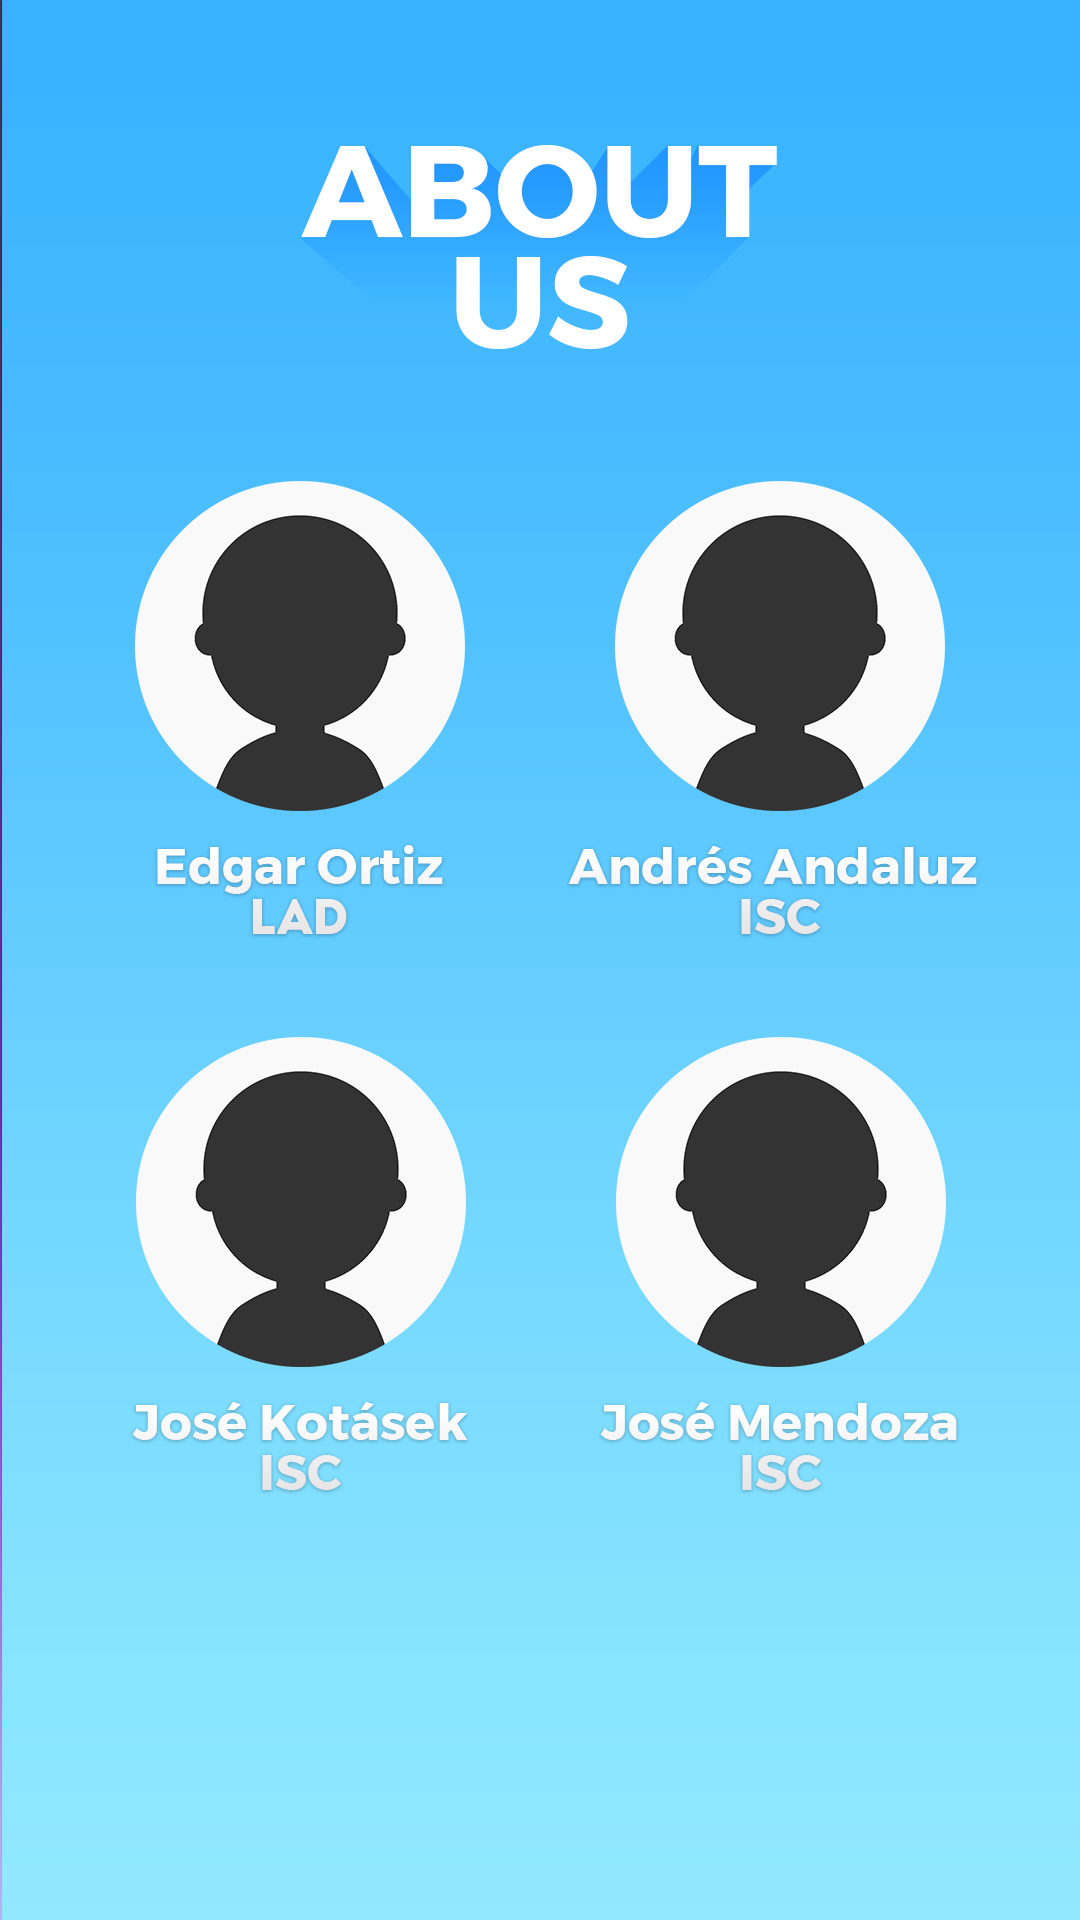 ABOUT
US
Edgar Ortiz
LAD
Andrés Andaluz
ISC
José Kotásek
ISC
José Mendoza
ISC